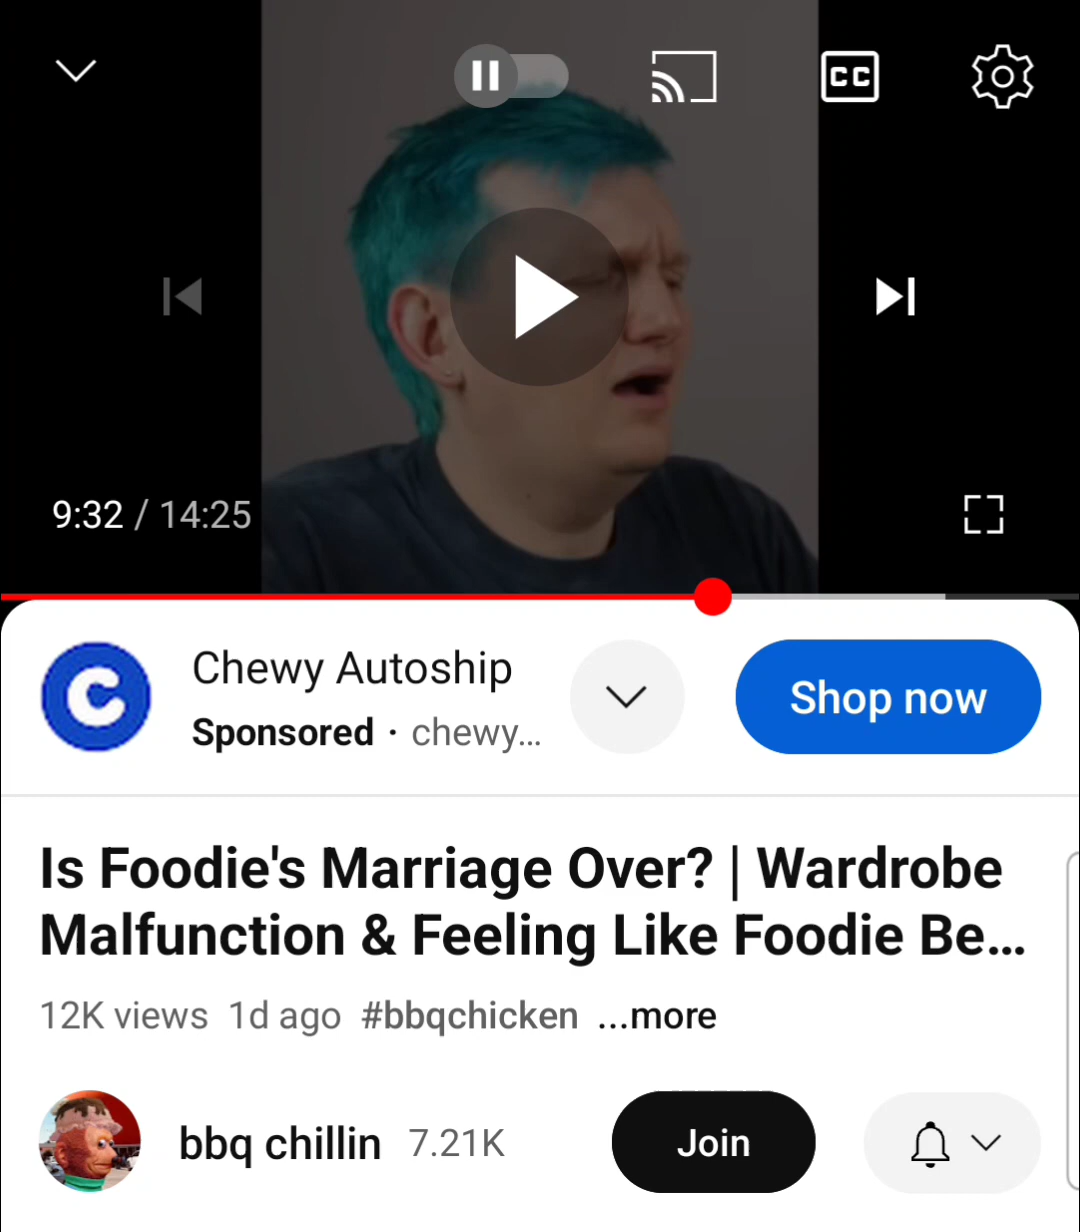 CC
9:32 / 14:25
Chewy Autoship
Sponsored · chewy...
Shop now
Is Foodie's Marriage Over? | Wardrobe
Malfunction & Feeling Like Foodie Be...
12K views 1d ago #bbqchicken ...more
bbq chillin 7.21K
Join